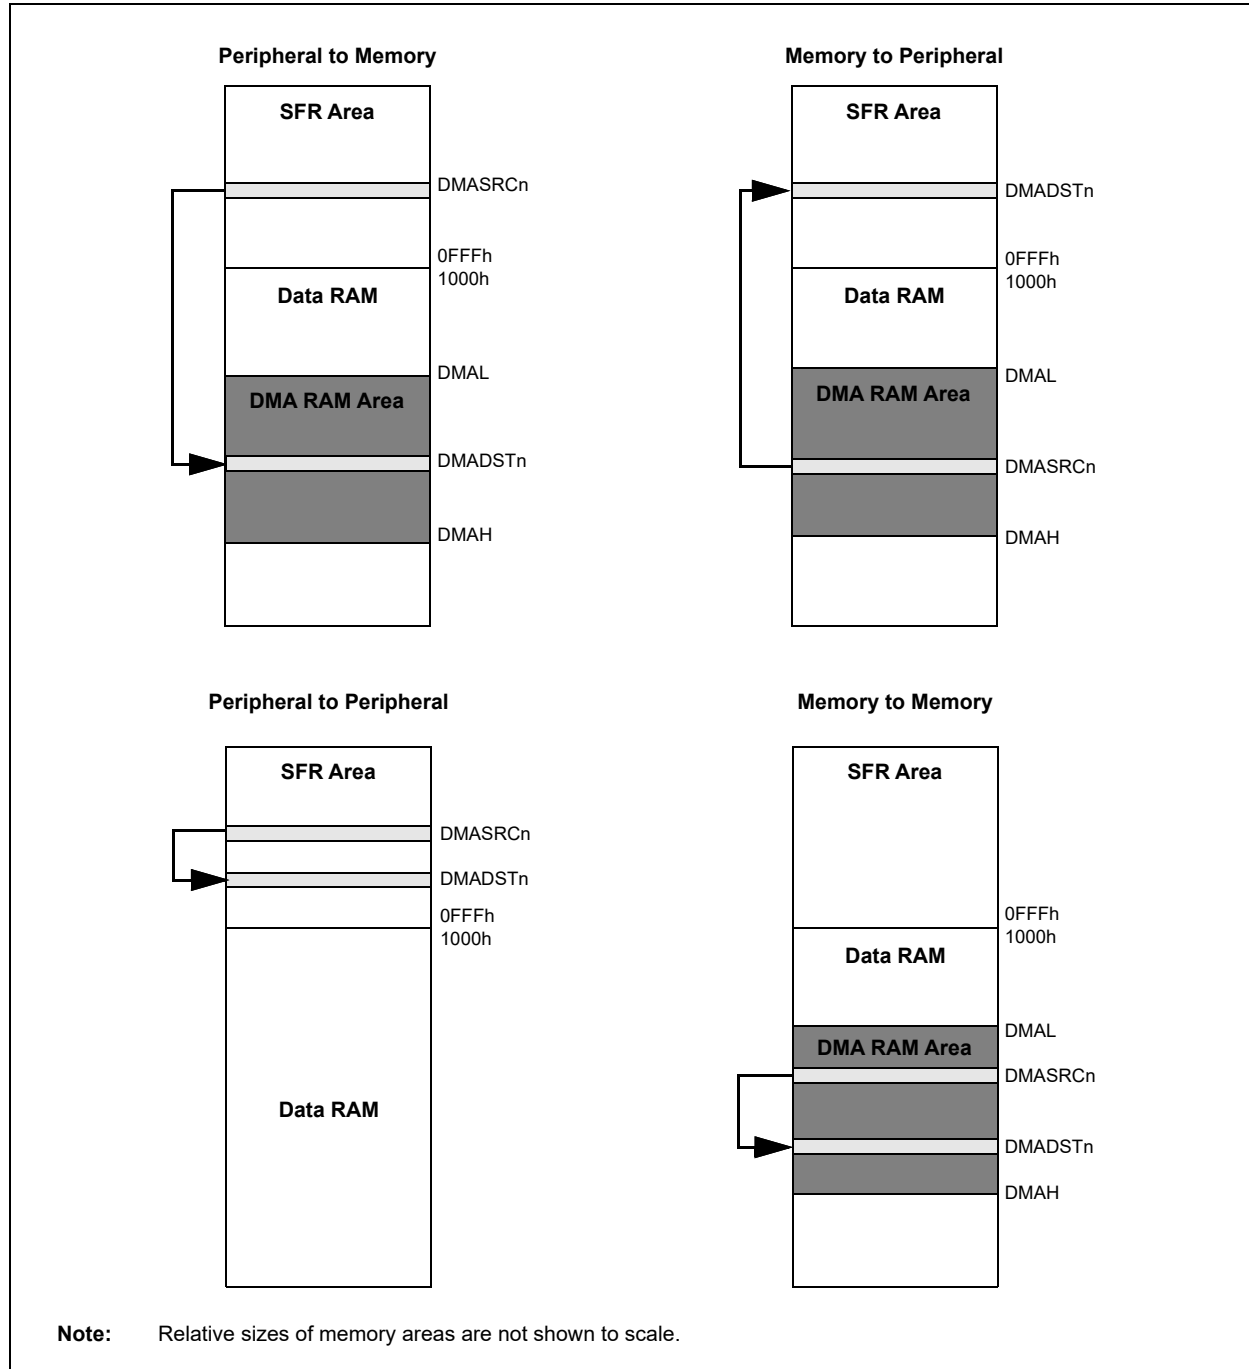 Peripheral to Memory
SFR Area
DMASRCn
0FFFh
1000h
Data RAM
DMAL
DMA RAM Area
DMADSTn
DMAH
Memory to Peripheral
SFR Area
DMADSTn
0FFFh
1000h
Data RAM
DMAL
DMA RAM Area
DMASRCn
DMAH
Peripheral to Peripheral
SFR Area
DMASRCn
DMADSTn
0FFFh
1000h
Data RAM
Memory to Memory
SFR Area
0FFFh
1000h
Data RAM
DMAL
DMA RAM Area
DMASRCn
DMADSTn
DMAH
Note: Relative sizes of memory areas are not shown to scale.